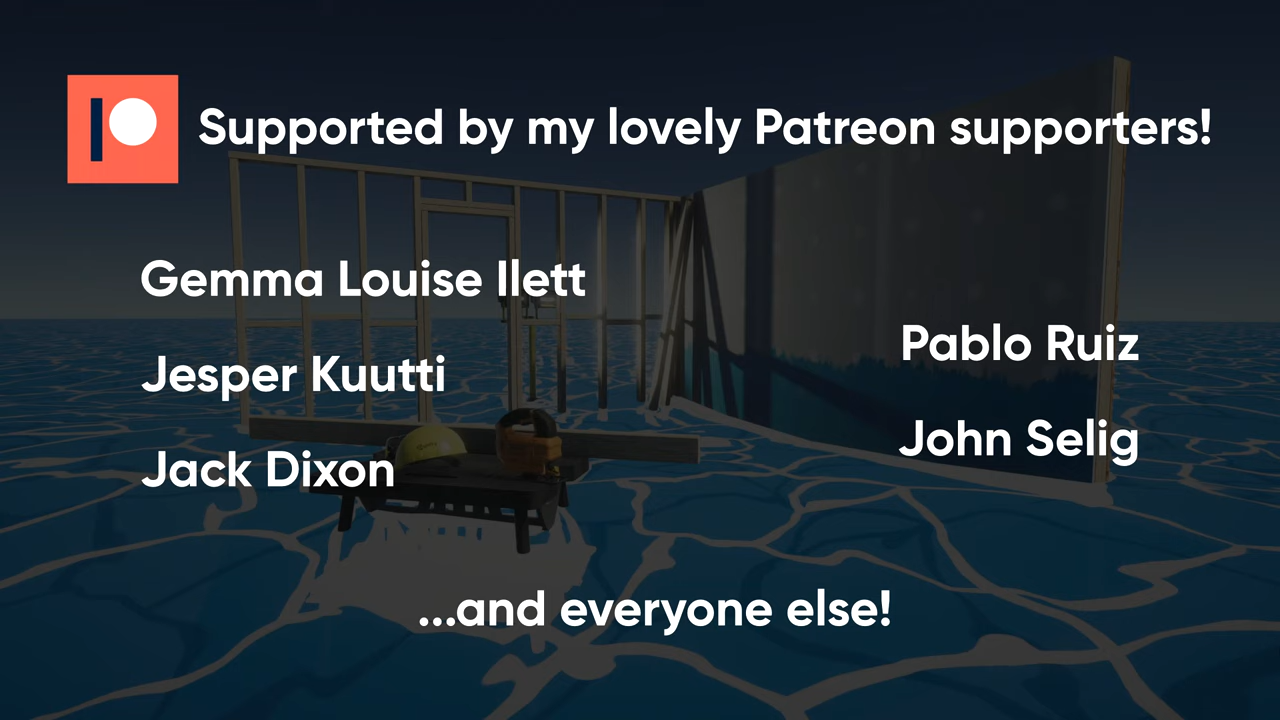 Supported by my lovely Patreon supporters!
Gemma Louise Ilett
Jesper Kuutti
Jack Dixon
Pablo Ruiz
John Selig
...and everyone else!